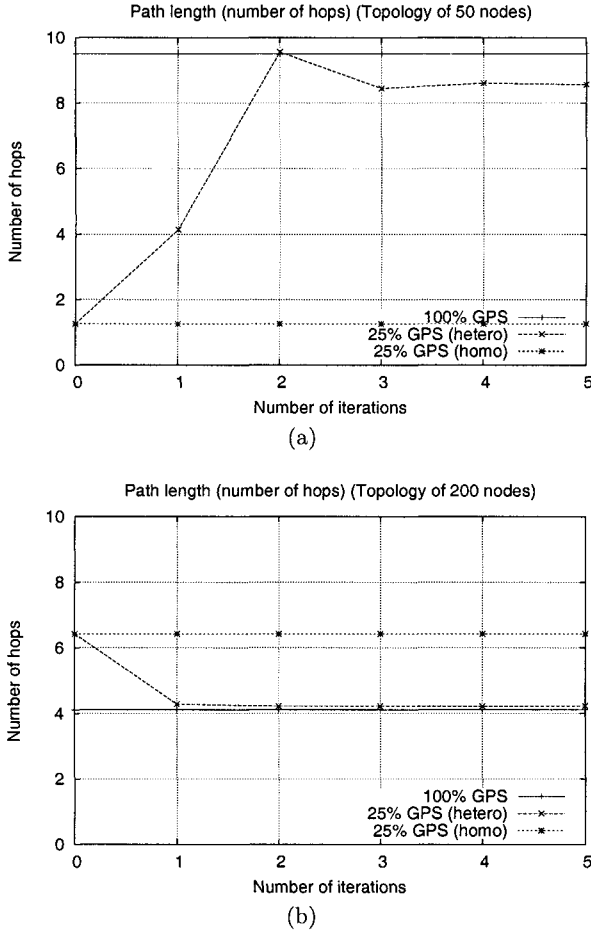 Path length (number of hops) (Topology of 50 nodes)
10
8
6
4
2
0
Number of hops
100% GPS
25% GPS (hetero)
25% GPS (homo)
0 1 2 3 4 5
Number of iterations
(a)
Path length (number of hops) (Topology of 200 nodes)
10
8
6
4
2
0
Number of hops
100% GPS
25% GPS (hetero)
25% GPS (homo)
0 1 2 3 4 5
Number of iterations
(b)